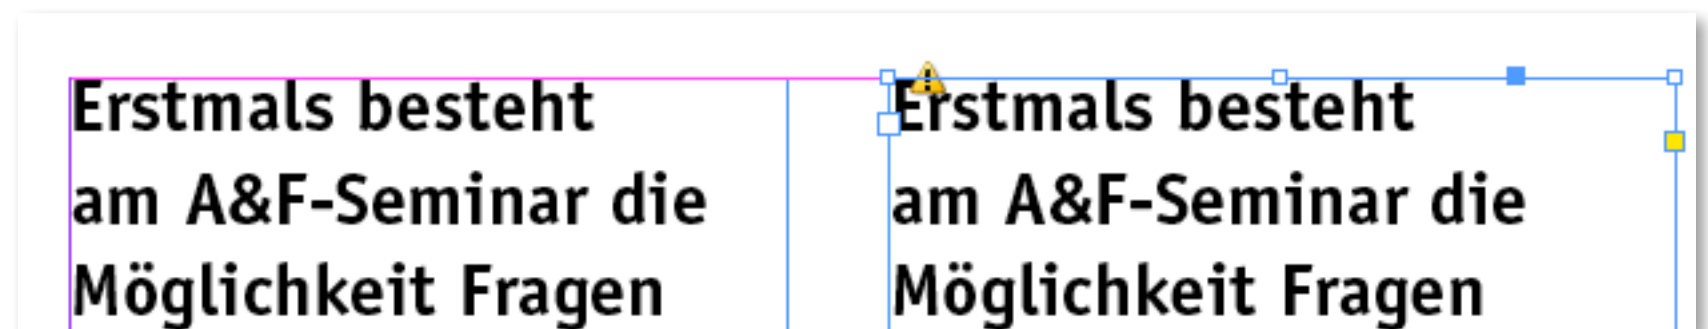 Erstmals besteht
am A&F-Seminar die
Möglichkeit Fragen
Erstmals besteht
am A&F-Seminar die
Möglichkeit Fragen